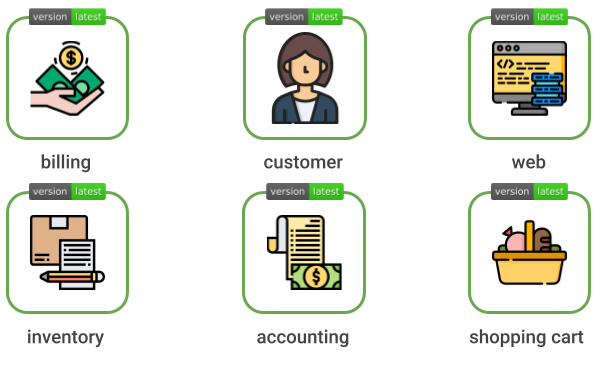 version latest
version latest
version latest
billing
customer
web
version latest
version latest
version latest
inventory
accounting
shopping cart